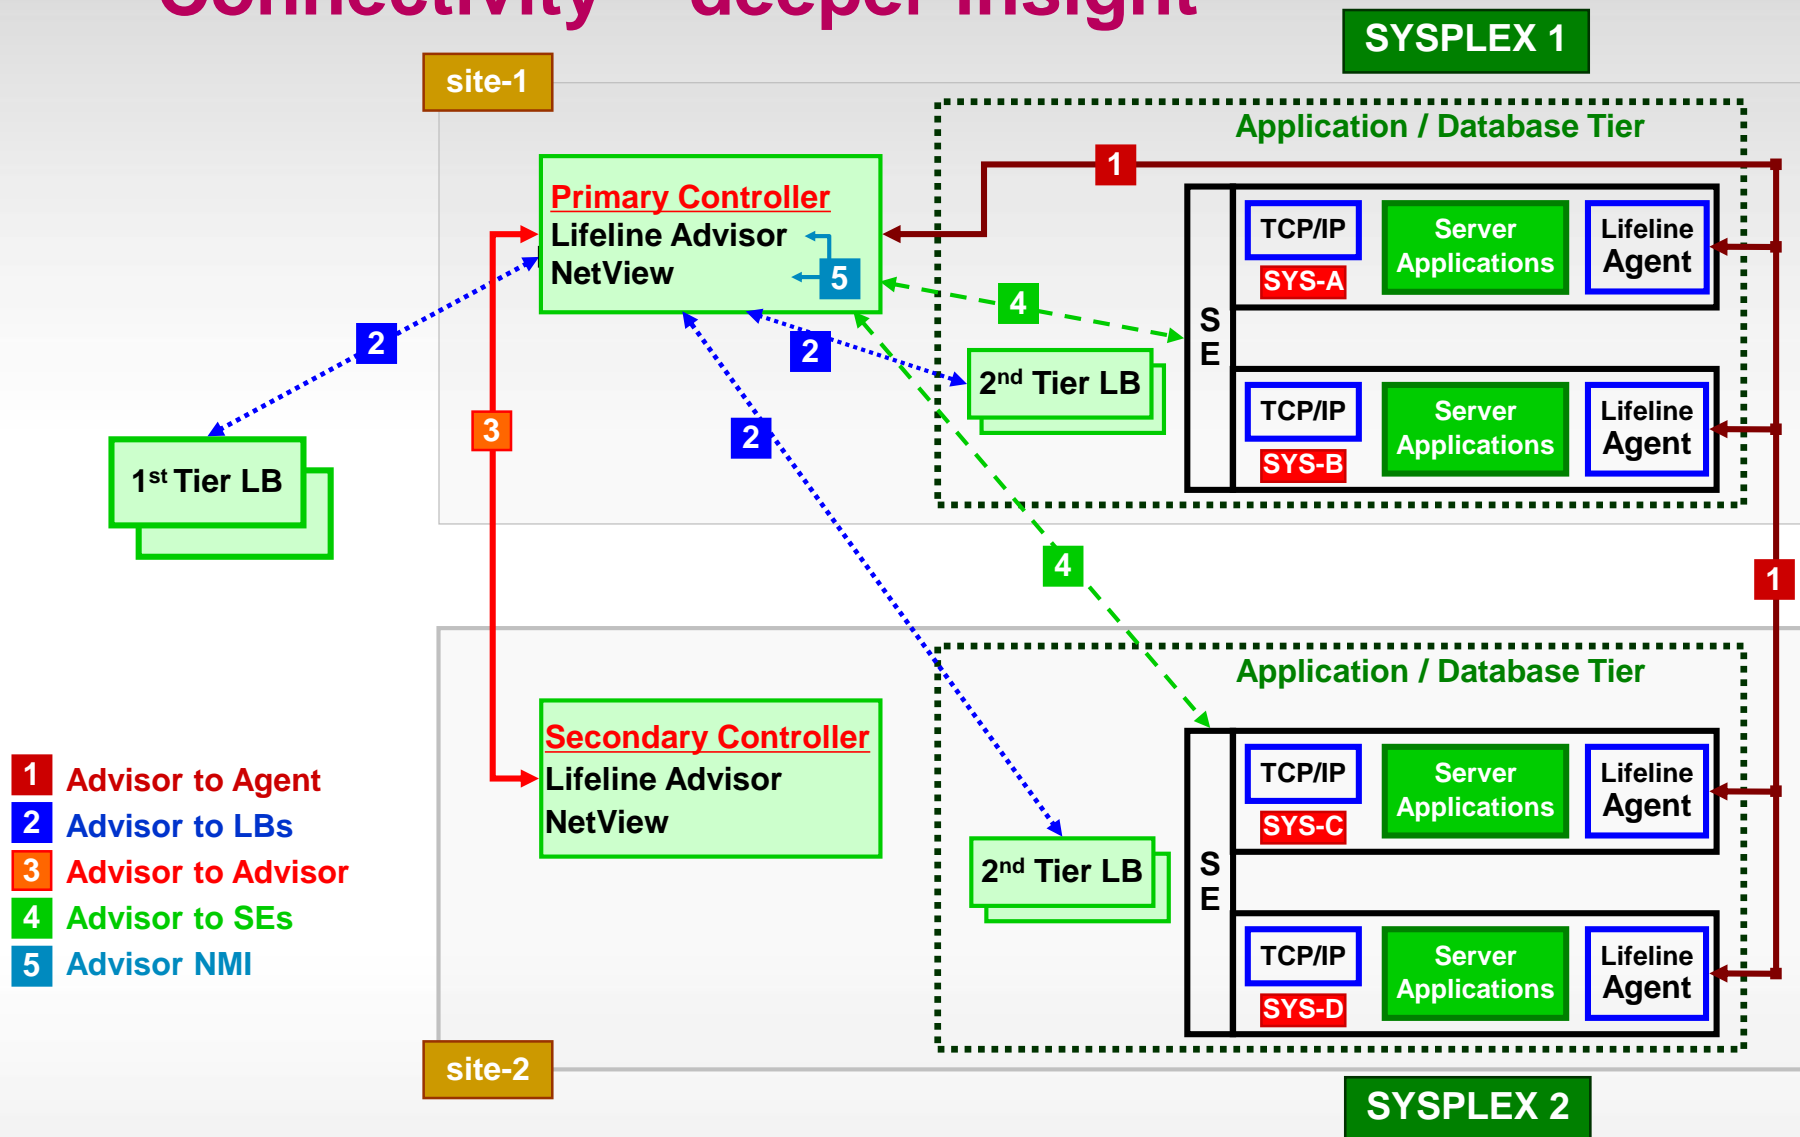 Connectivity – deeper insight
SYSPLEX 1
site-1
Application / Database Tier
1
Primary Controller
Lifeline Advisor
NetView
5
TCP/IP
SYS-A
Server
Applications
Lifeline
Agent
4
2
2
S
E
2nd Tier LB
TCP/IP
SYS-B
Server
Applications
Lifeline
Agent
3
2
1st Tier LB
4
1
Application / Database Tier
Secondary Controller
Lifeline Advisor
NetView
TCP/IP
SYS-C
Server
Applications
Lifeline
Agent
S
E
2nd Tier LB
TCP/IP
SYS-D
Server
Applications
Lifeline
Agent
1 Advisor to Agent
2 Advisor to LBs
3 Advisor to Advisor
4 Advisor to SEs
5 Advisor NMI
site-2
SYSPLEX 2